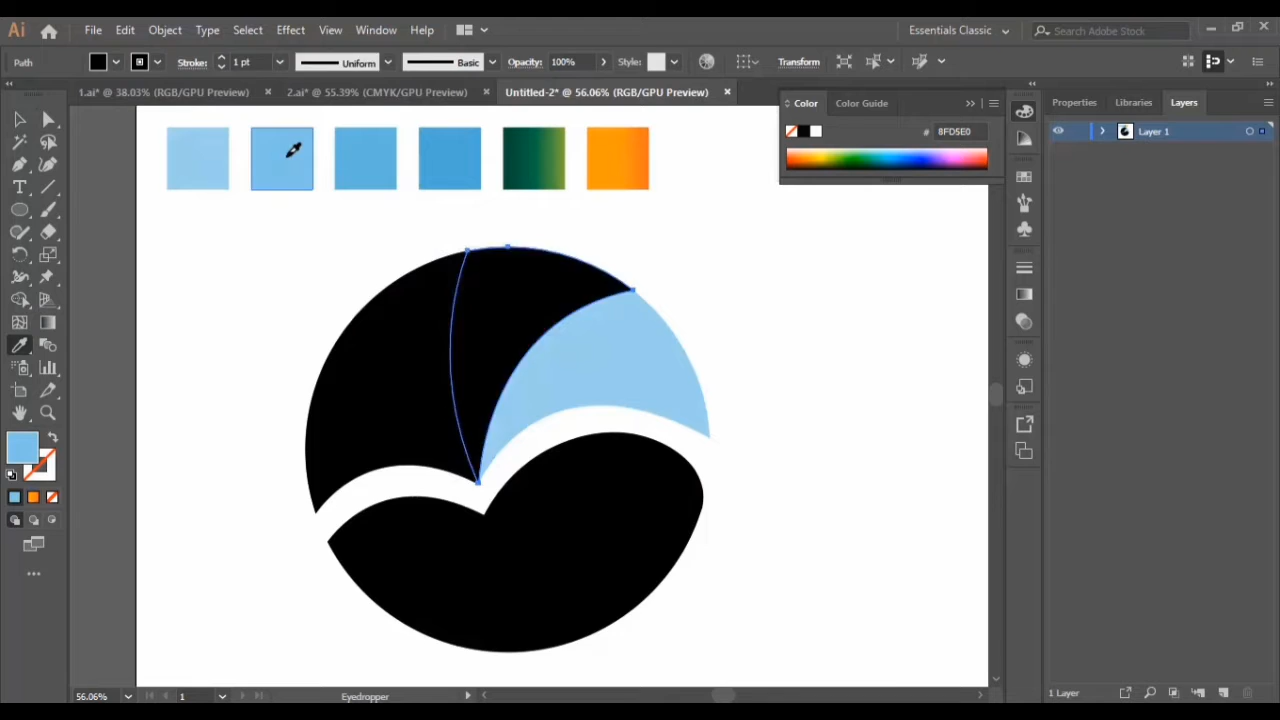 Ai File Edit Object Type Select Effect View Window Help Essentials Classic Search Adobe Stock
Path Stroke: 1 pt Uniform Basic Opacity: 100% Style: Transform
1.ai* @ 38.03% (RGB/GPU Preview) × 2.ai* @ 55.39% (CMYK/GPU Preview) × Untitled-2* @ 56.06% (RGB/GPU Preview) ×
Color Color Guide
# 8FD5E0
Properties Libraries Layers
Layer 1
T
56.06% 1 Eyedropper
1 Layer